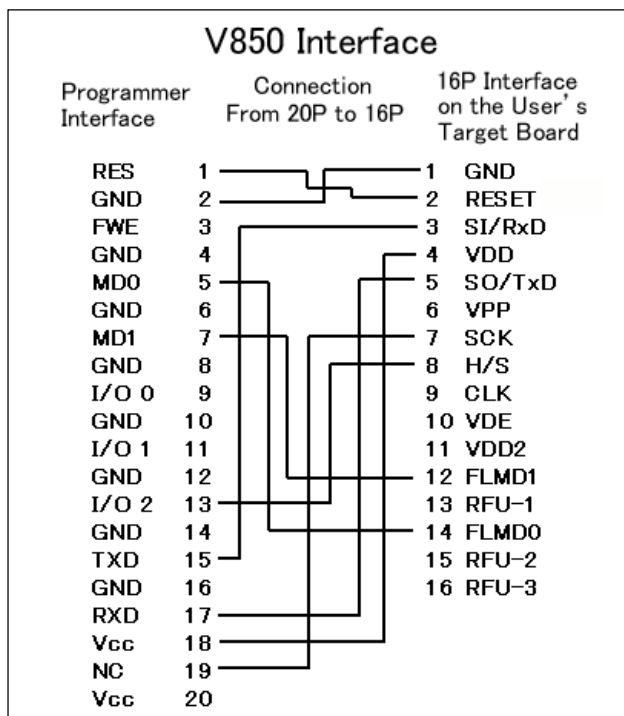 V850 Interface
Programmer
Interface
Connection
From 20P to 16P
16P Interface
on the User's
Target Board
RES 1
GND 2
FWE 3
GND 4
MD0 5
GND 6
MD1 7
GND 8
I/O 0 9
GND 10
I/O 1 11
GND 12
I/O 2 13
GND 14
TXD 15
GND 16
RXD 17
Vcc 18
NC 19
Vcc 20
1 GND
2 RESET
3 SI/RxD
4 VDD
5 SO/TxD
6 VPP
7 SCK
8 H/S
9 CLK
10 VDE
11 VDD2
12 FLMD1
13 RFU-1
14 FLMD0
15 RFU-2
16 RFU-3